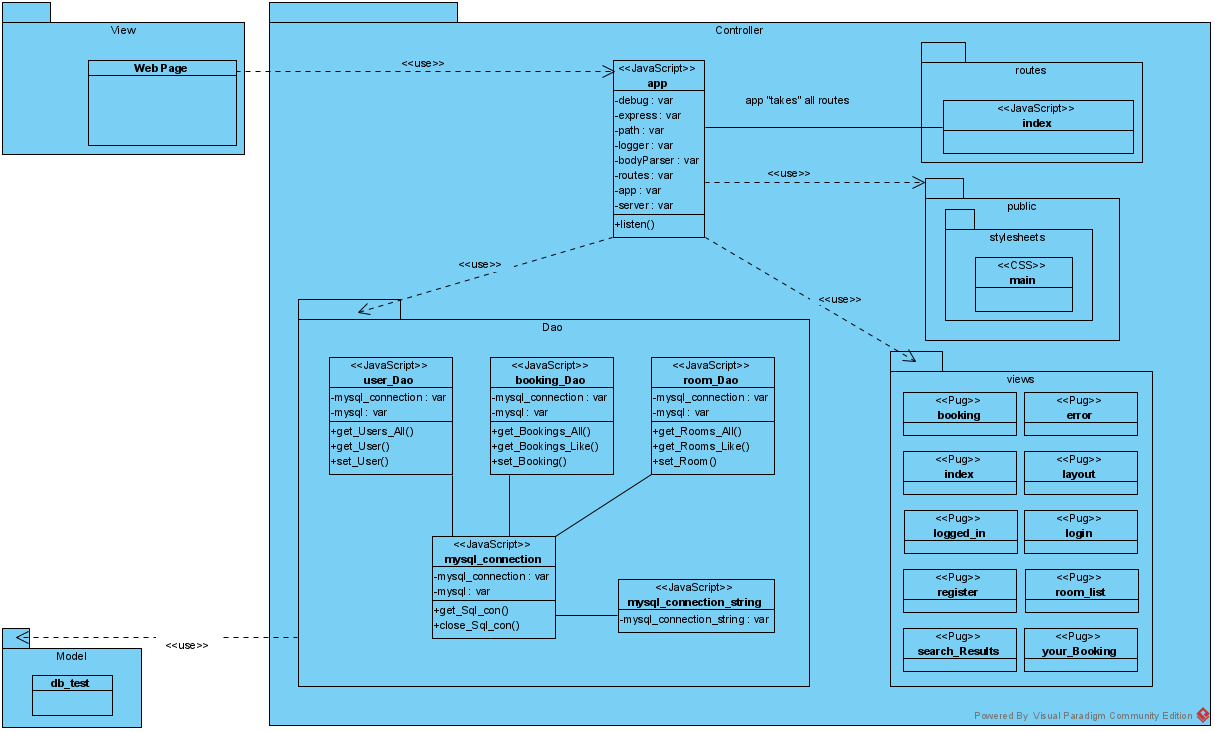 View
Web Page
<<use>>
Controller
<<JavaScript>>
app
-debug : var
-express : var
-path : var
-logger : var
-bodyParser : var
-routes : var
-app : var
-server : var
+listen()
app "takes" all routes
routes
<<JavaScript>>
index
<<use>>
public
stylesheets
<<CSS>>
main
<<use>>
<<use>>
Dao
<<JavaScript>>
user_Dao
-mysql_connection : var
-mysql : var
+get_Users_All()
+get_User()
+set_User()
<<JavaScript>>
booking_Dao
-mysql_connection : var
-mysql : var
+get_Bookings_All()
+get_Bookings_Like()
+set_Booking()
<<JavaScript>>
room_Dao
-mysql_connection : var
-mysql : var
+get_Rooms_All()
+get_Rooms_Like()
+set_Room()
<<JavaScript>>
mysql_connection
-mysql_connection : var
-mysql : var
+get_Sql_con()
+close_Sql_con()
<<JavaScript>>
mysql_connection_string
-mysql_connection_string : var
views
<<Pug>>
booking
<<Pug>>
error
<<Pug>>
index
<<Pug>>
layout
<<Pug>>
logged_in
<<Pug>>
login
<<Pug>>
register
<<Pug>>
room_list
<<Pug>>
search_Results
<<Pug>>
your_Booking
<<use>>
Model
db_test
Powered By Visual Paradigm Community Edition